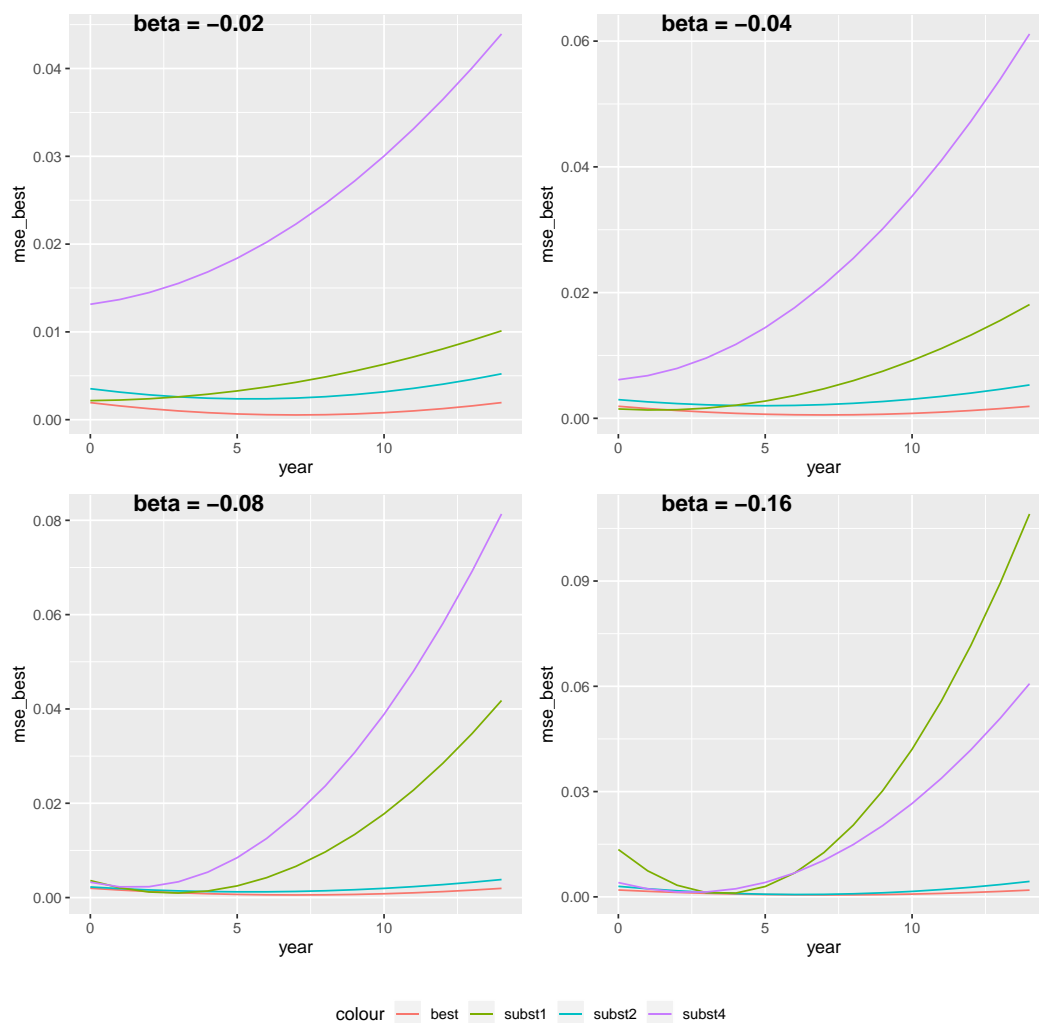 beta = −0.02
mse_best
0.04
0.03
0.02
0.01
0.00
0 5 10
year
beta = −0.04
mse_best
0.06
0.04
0.02
0.00
0 5 10
year
beta = −0.08
mse_best
0.08
0.06
0.04
0.02
0.00
0 5 10
year
beta = −0.16
mse_best
0.09
0.06
0.03
0.00
0 5 10
year
colour best subst1 subst2 subst4